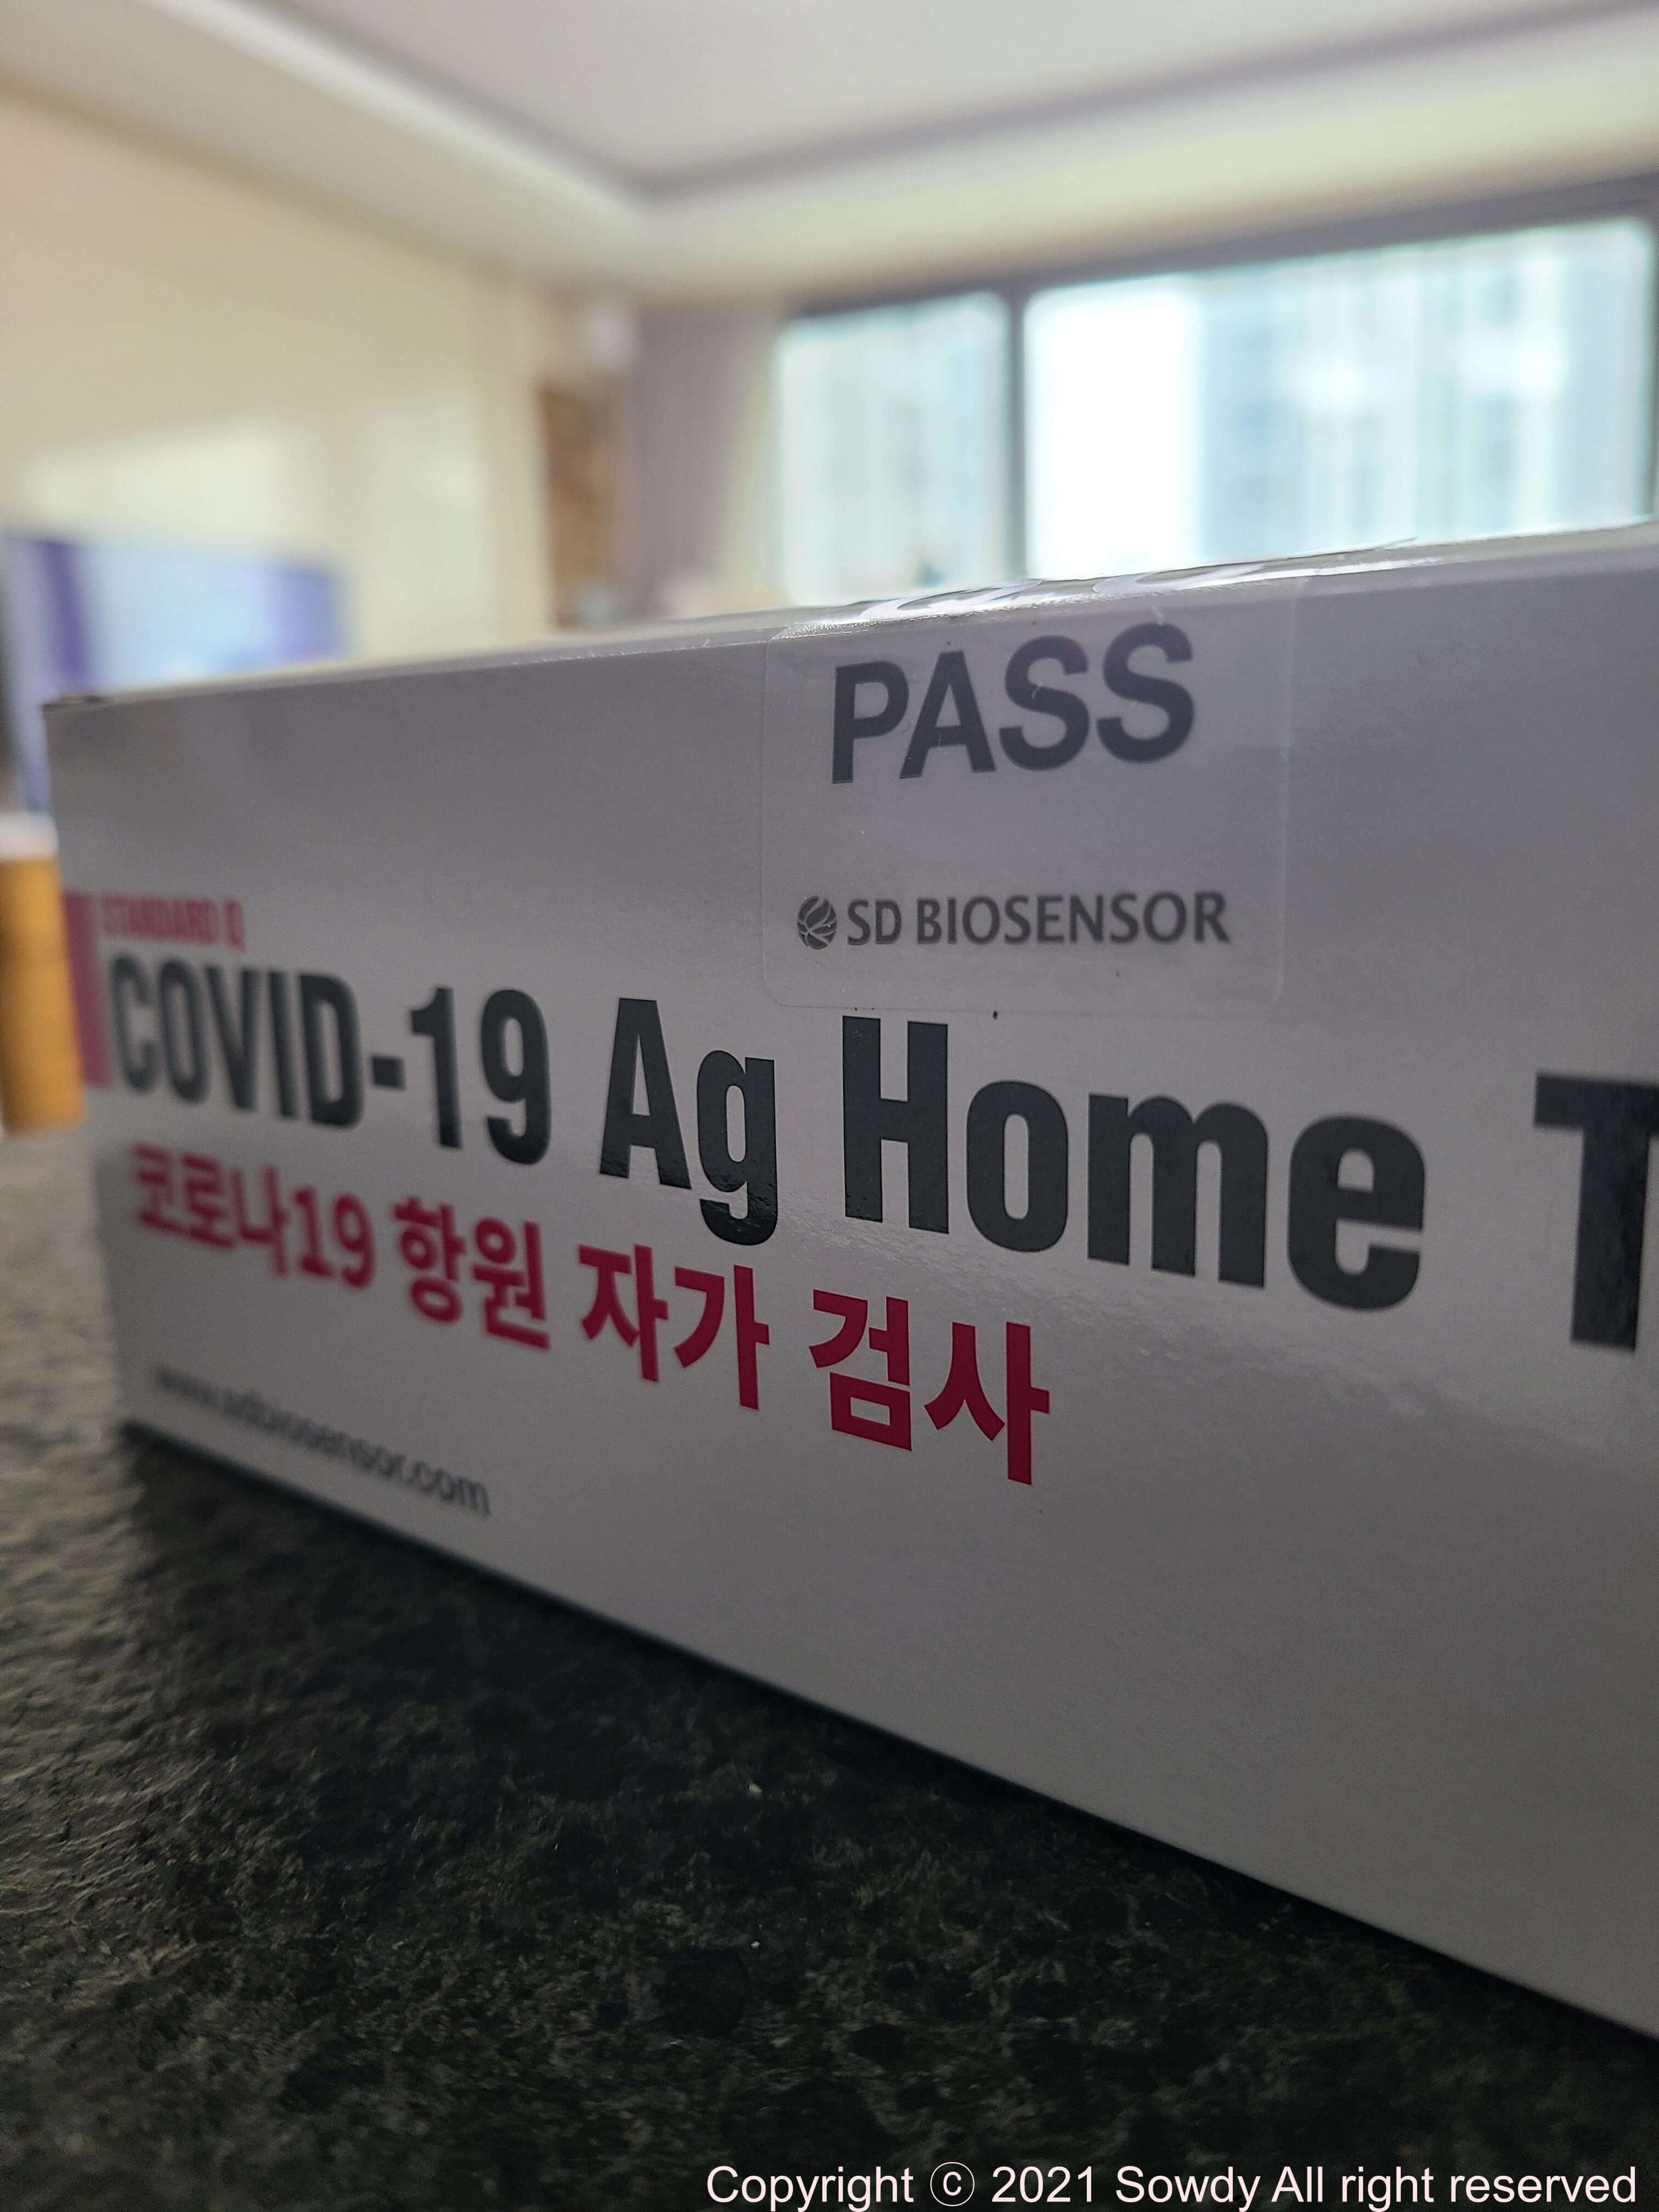 PASS
SD BIOSENSOR
STANDARD Q
COVID-19 Ag Home T
코로나19 항원 자가 검사
www.sdbiosensor.com
Copyright ⓒ 2021 Sowdy All right reserved